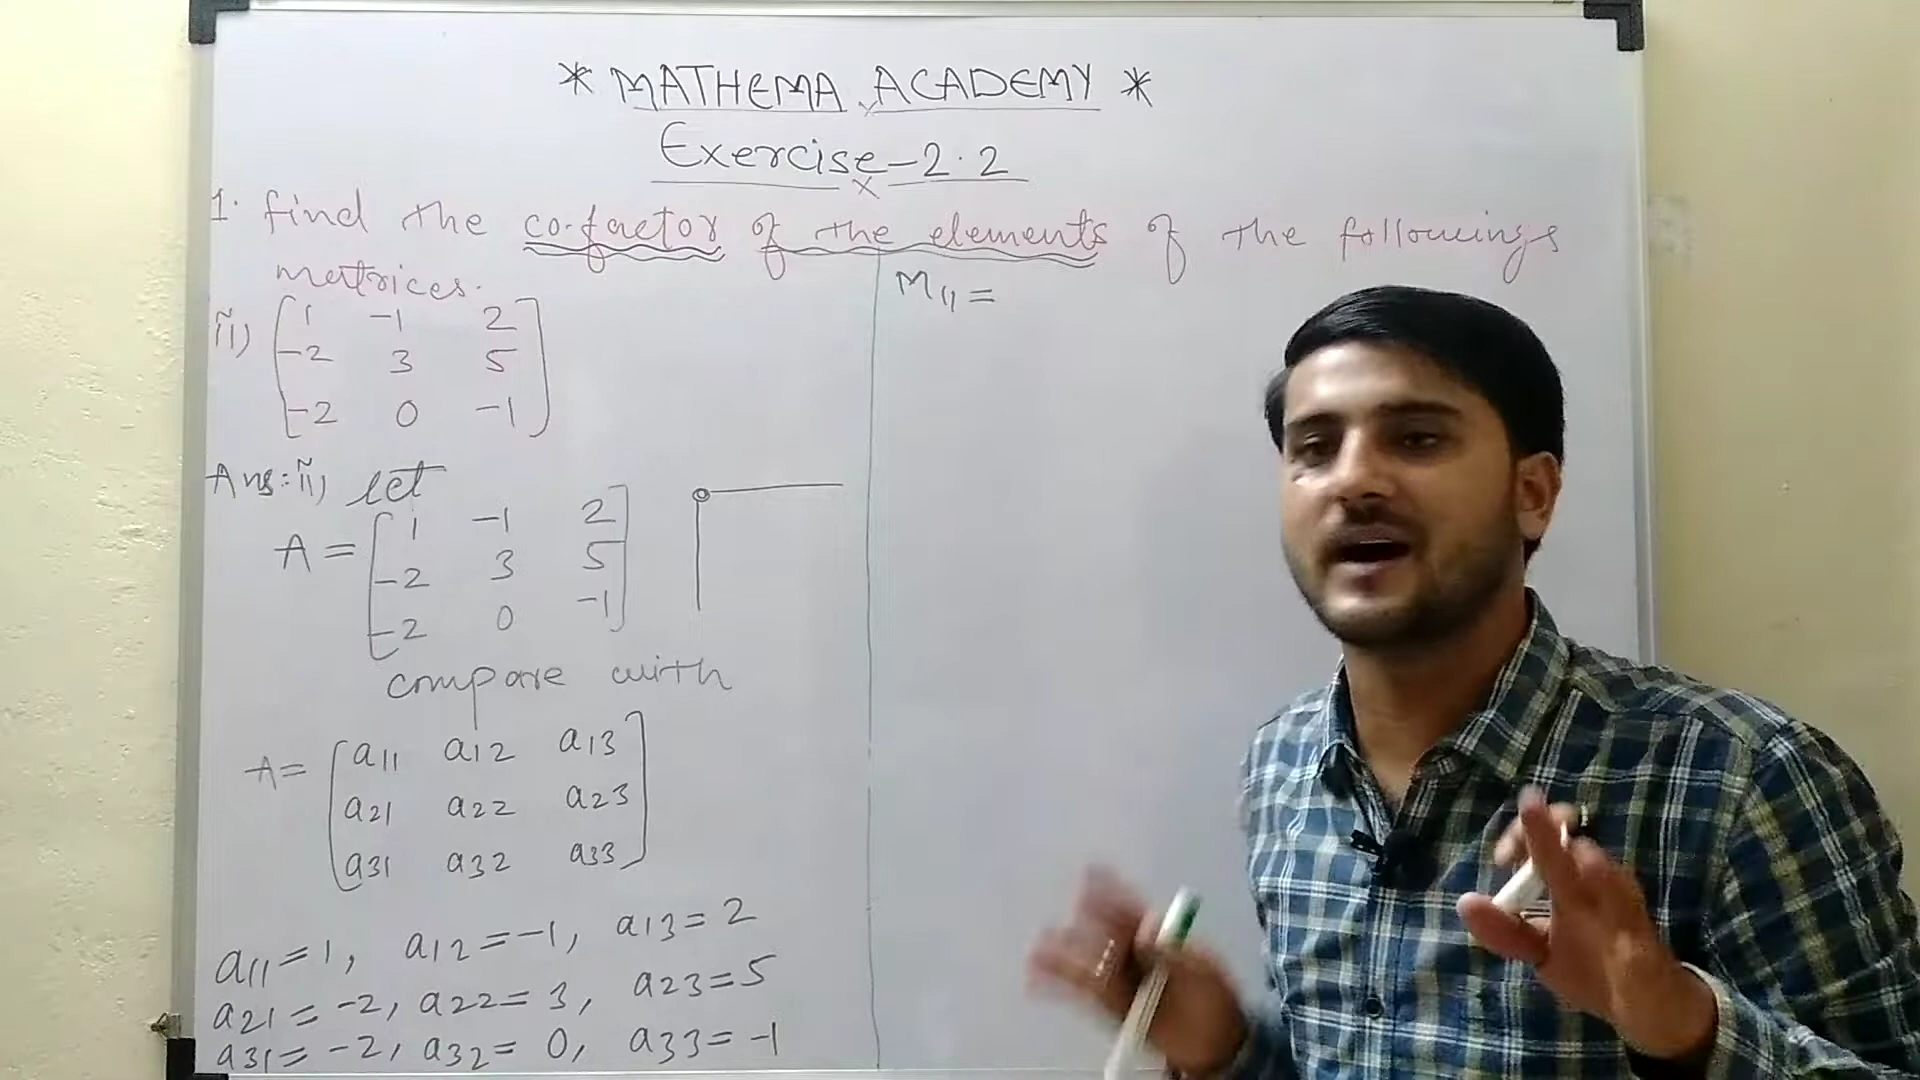 * MATHEMA ACADEMY *
Exercise-2.2
1. find the co-factor of the elements of the followings
matrices.
ii) [1 -1 2
-2 3 5
-2 0 -1]
Ans: ii) let
A = [1 -1 2
-2 3 5
-2 0 -1]
compare with
A = [a11 a12 a13
a21 a22 a23
a31 a32 a33]
a11 = 1, a12 = -1, a13 = 2
a21 = -2, a22 = 3, a23 = 5
a31 = -2, a32 = 0, a33 = -1
M11 =